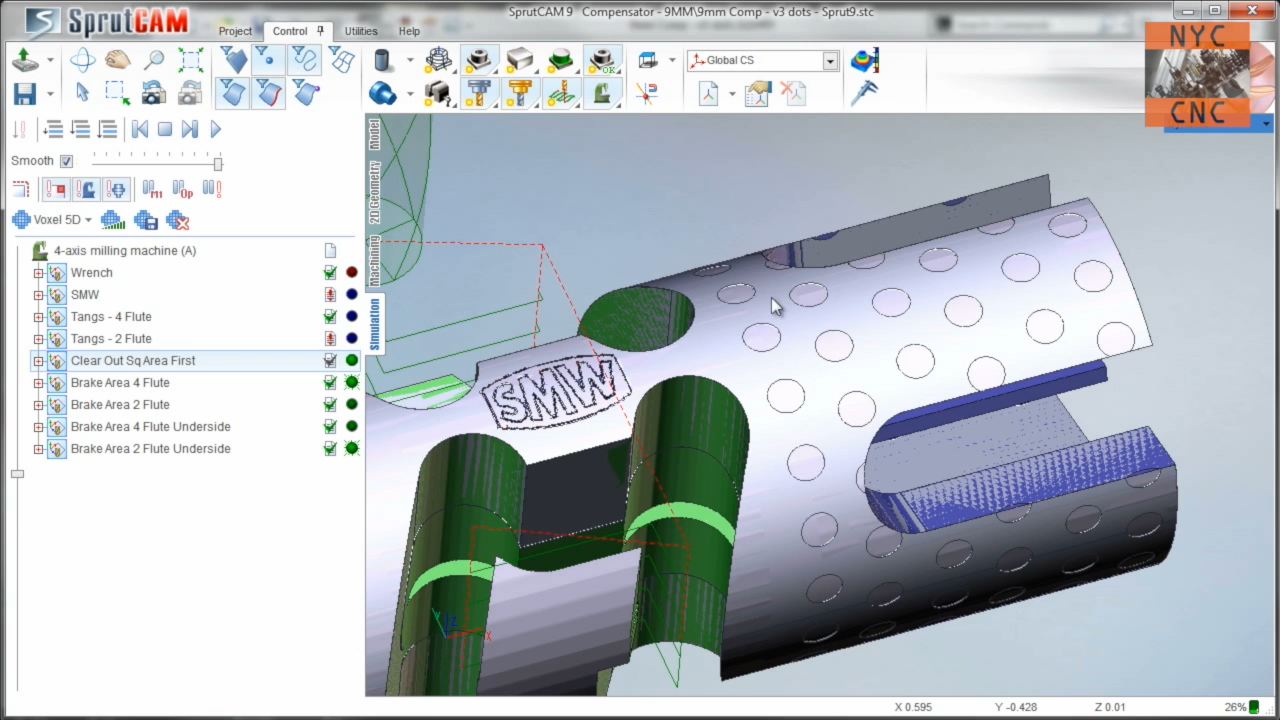 SprutCAM
SprutCAM 9 Compensator - 9MM\9mm Comp - v3 dots - Sprut9.stc
Project
Control
Utilities
Help
OK
Global CS
NYC
CNC
Smooth
M1
Op
Voxel 5D
4-axis milling machine (A)
Wrench
SMW
Tangs - 4 Flute
Tangs - 2 Flute
Clear Out Sq Area First
Brake Area 4 Flute
Brake Area 2 Flute
Brake Area 4 Flute Underside
Brake Area 2 Flute Underside
Model
2D Geometry
Machining
Simulation
SMW
Y
Z
X
X 0.595
Y -0.428
Z 0.01
26%